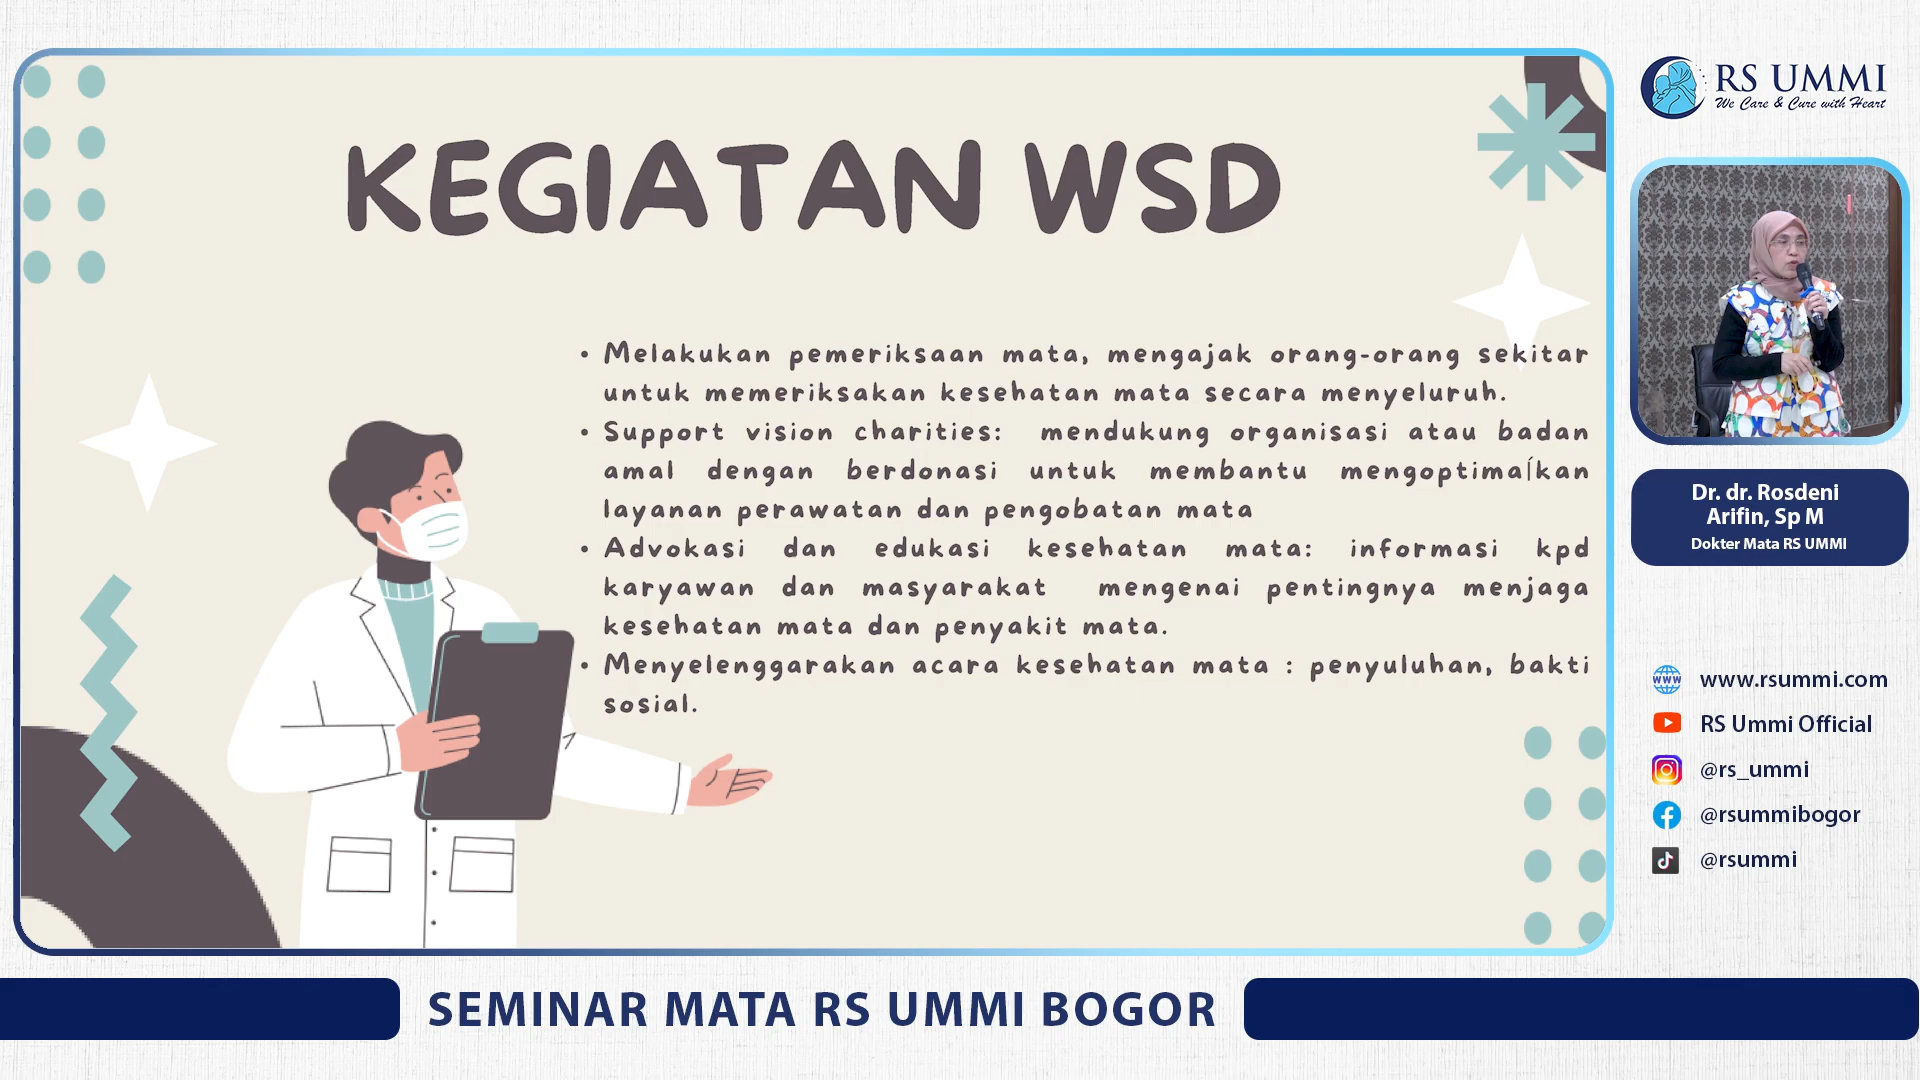 KEGIATAN WSD
• Melakukan pemeriksaan mata, mengajak orang-orang sekitar
untuk memeriksakan kesehatan mata secara menyeluruh.
• Support vision charities: mendukung organisasi atau badan
amal dengan berdonasi untuk membantu mengoptimaĺkan
layanan perawatan dan pengobatan mata
• Advokasi dan edukasi kesehatan mata: informasi kpd
karyawan dan masyarakat mengenai pentingnya menjaga
kesehatan mata dan penyakit mata.
• Menyelenggarakan acara kesehatan mata : penyuluhan, bakti
sosial.
RS UMMI
We Care & Cure with Heart
Dr. dr. Rosdeni
Arifin, Sp M
Dokter Mata RS UMMI
www
www.rsummi.com
RS Ummi Official
@rs_ummi
@rsummibogor
@rsummi
SEMINAR MATA RS UMMI BOGOR